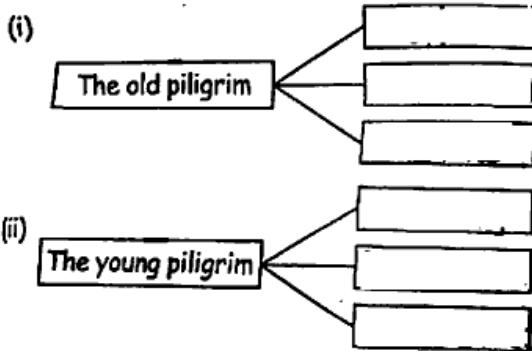 (i)
The old piligrim
(ii)
The young piligrim